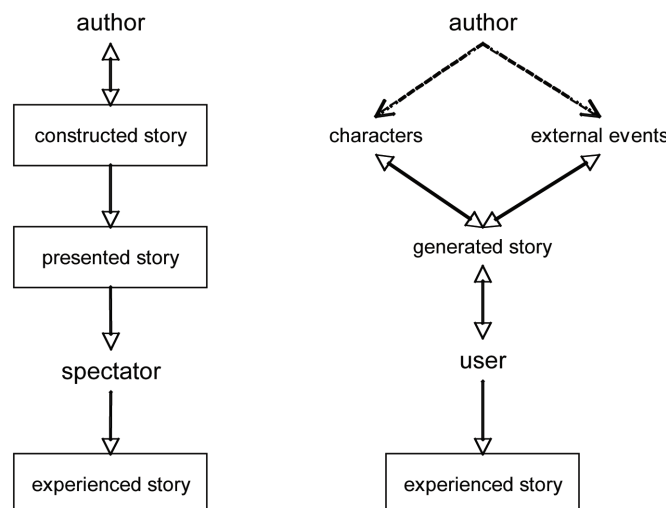 author
constructed story
presented story
spectator
experienced story
author
characters
external events
generated story
user
experienced story